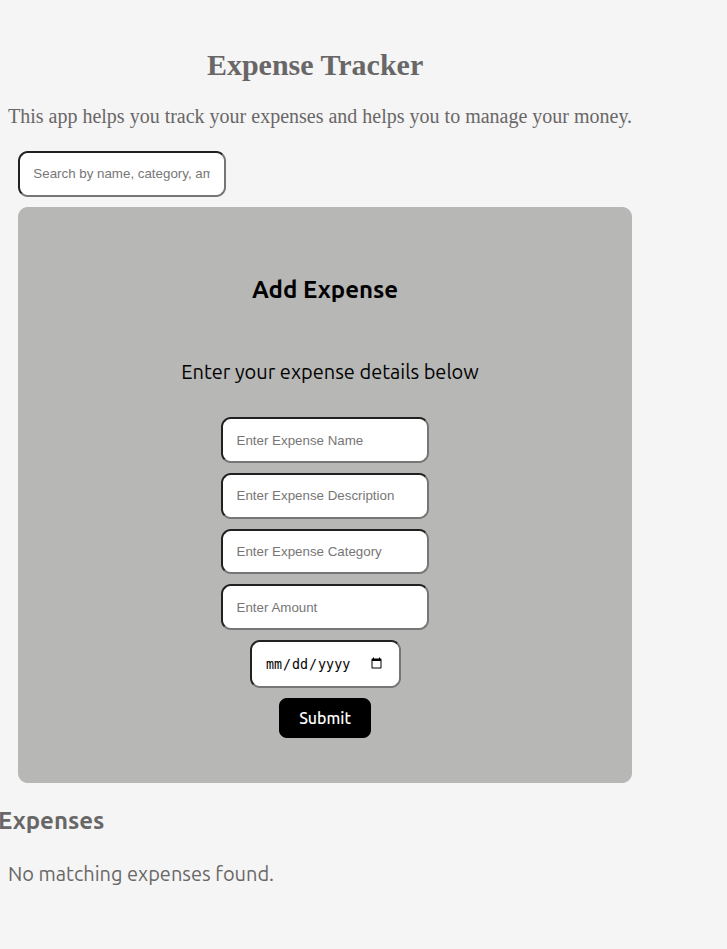 Expense Tracker
This app helps you track your expenses and helps you to manage your money.
Search by name, category, am
Add Expense
Enter your expense details below
Enter Expense Name
Enter Expense Description
Enter Expense Category
Enter Amount
mm/dd/yyyy
Submit
Expenses
No matching expenses found.